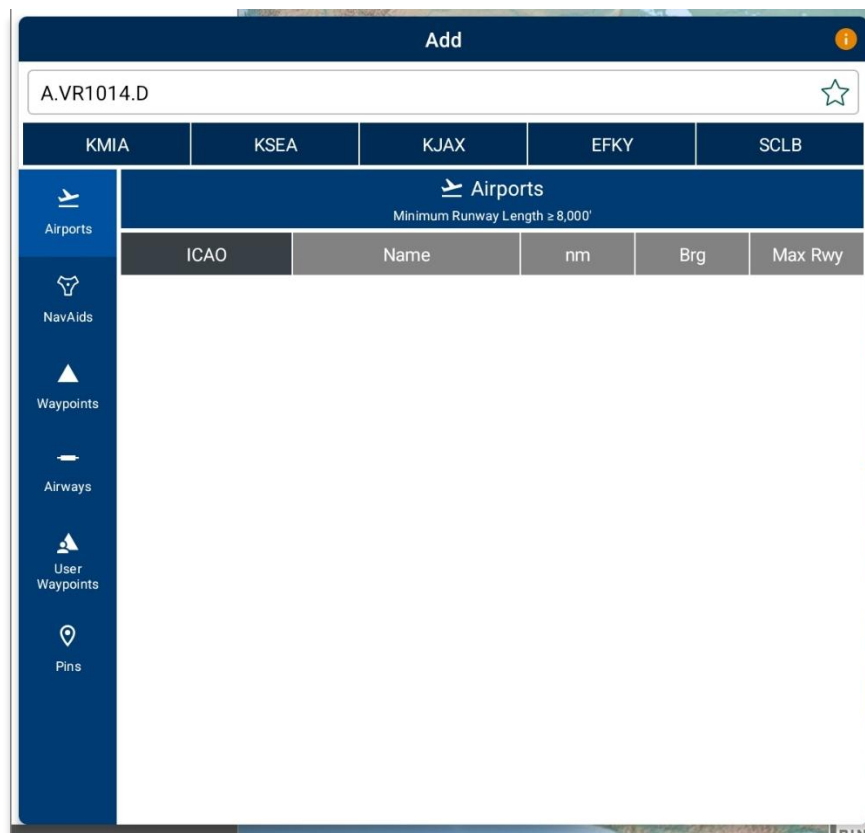 Add
A.VR1014.D
KMIA KSEA KJAX EFKY SCLB
Airports
Minimum Runway Length ≥ 8,000'
ICAO Name nm Brg Max Rwy
Airports
NavAids
Waypoints
Airways
User
Waypoints
Pins